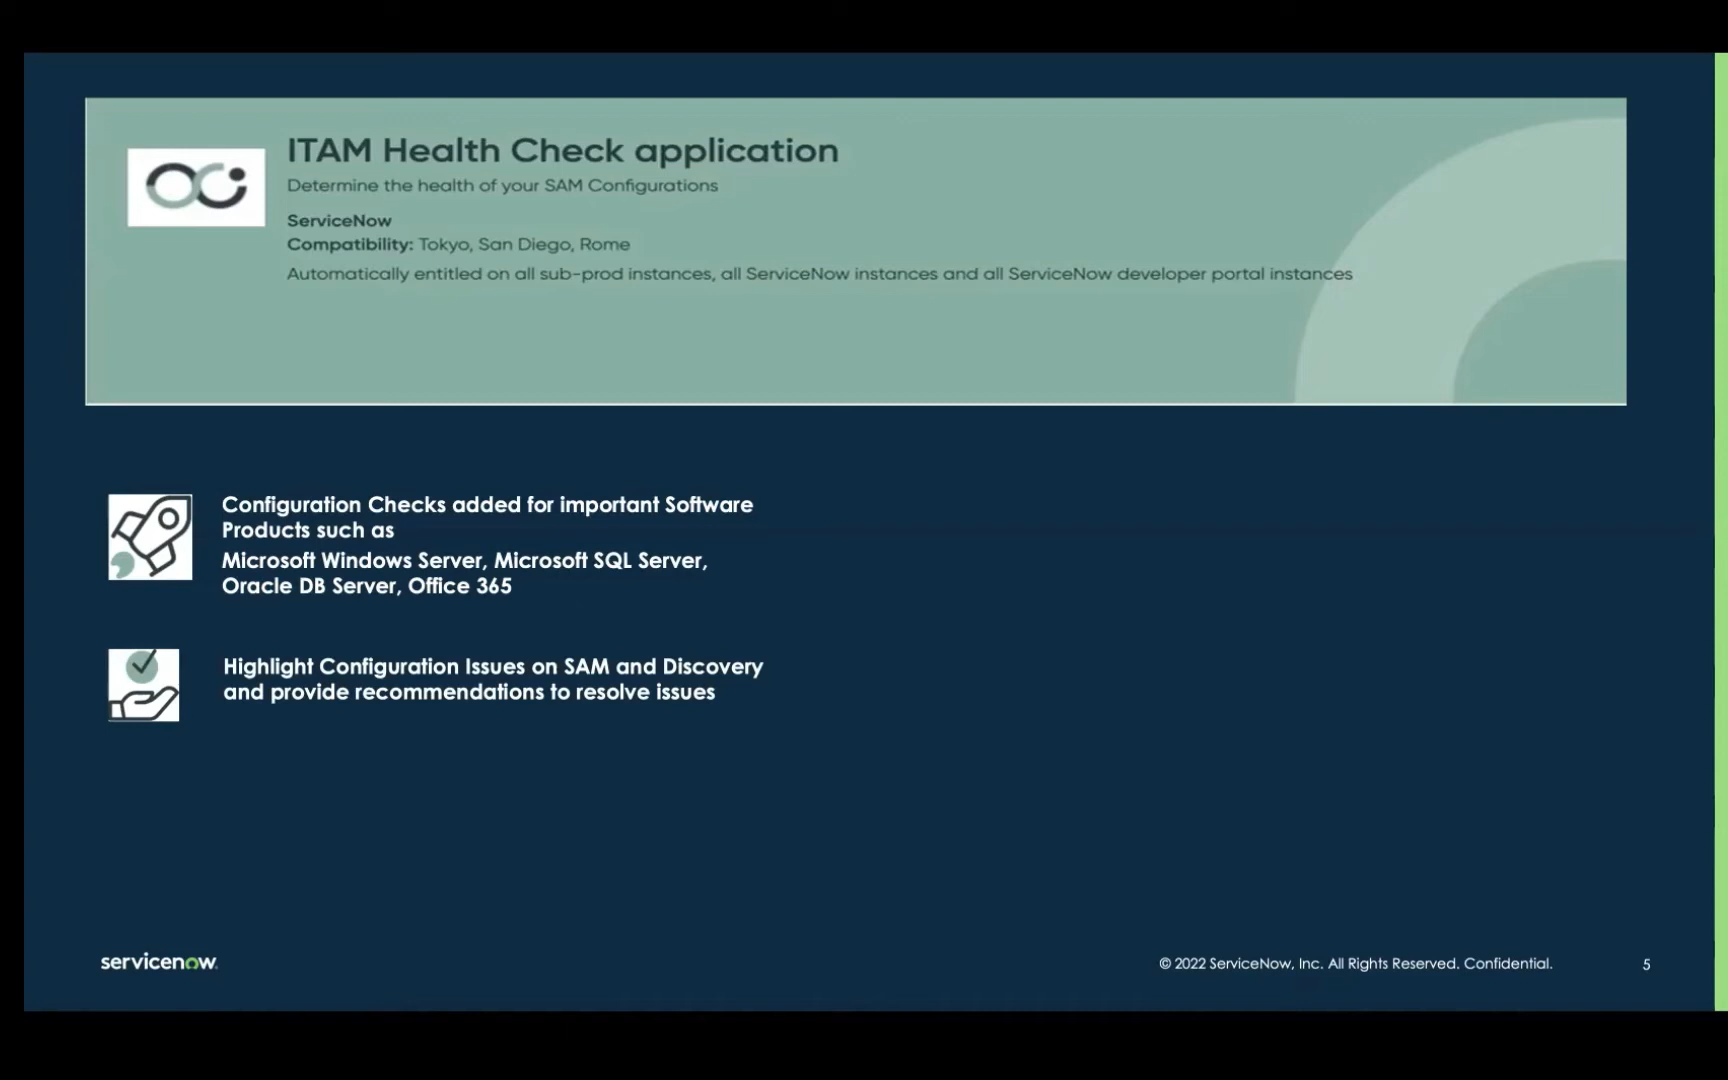 ITAM Health Check application
Determine the health of your SAM Configurations
ServiceNow
Compatibility: Tokyo, San Diego, Rome
Automatically entitled on all sub-prod instances, all ServiceNow instances and all ServiceNow developer portal instances
Configuration Checks added for important Software
Products such as
Microsoft Windows Server, Microsoft SQL Server,
Oracle DB Server, Office 365
Highlight Configuration Issues on SAM and Discovery
and provide recommendations to resolve issues
servicenow
© 2022 ServiceNow, Inc. All Rights Reserved. Confidential.
5